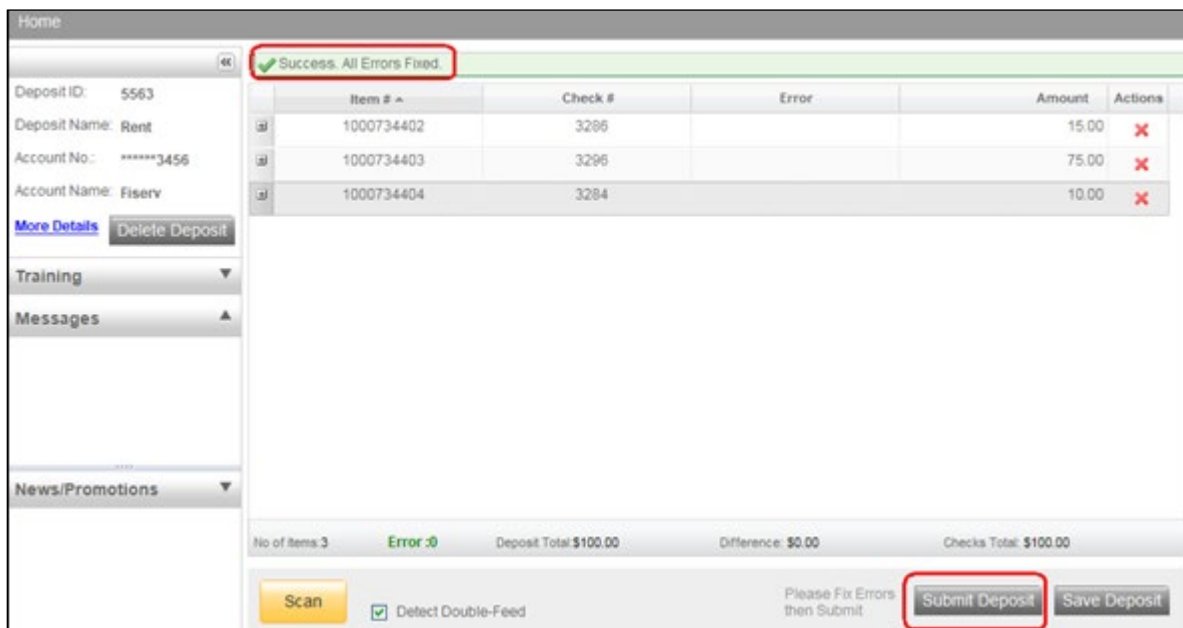 Home
Success. All Errors Fixed.
Deposit ID: 5563
Deposit Name: Rent
Account No.: ******3456
Account Name: Fiserv
More Details Delete Deposit
Training
Messages
News/Promotions
Item # Check # Error Amount Actions
1000734402 3286 15.00
1000734403 3296 75.00
1000734404 3284 10.00
No of Items:3 Error :0 Deposit Total:$100.00 Difference: $0.00 Checks Total: $100.00
Scan Detect Double-Feed
Please Fix Errors
then Submit
Submit Deposit Save Deposit